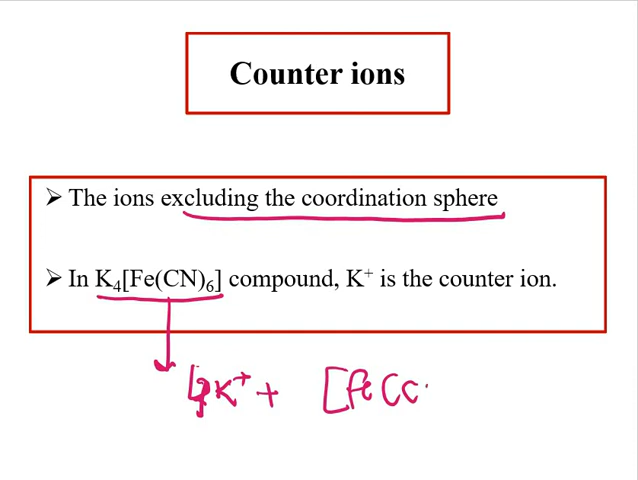 Counter ions
➤ The ions excluding the coordination sphere
➤ In K₄[Fe(CN)₆] compound, K⁺ is the counter ion.
K⁺ + [Fe(C